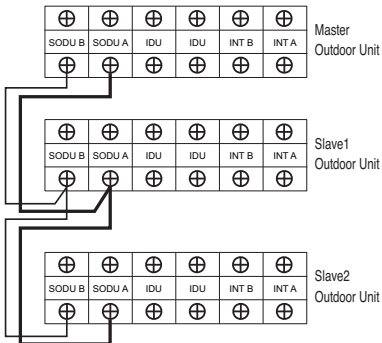 SODU B SODU A IDU IDU INT B INT A
Master
Outdoor Unit
SODU B SODU A IDU IDU INT B INT A
Slave1
Outdoor Unit
SODU B SODU A IDU IDU INT B INT A
Slave2
Outdoor Unit